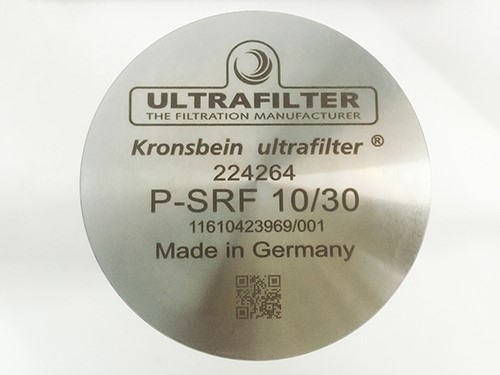 ULTRAFILTER
THE FILTRATION MANUFACTURER
Kronsbein ultrafilter ®
224264
P-SRF 10/30
11610423969/001
Made in Germany